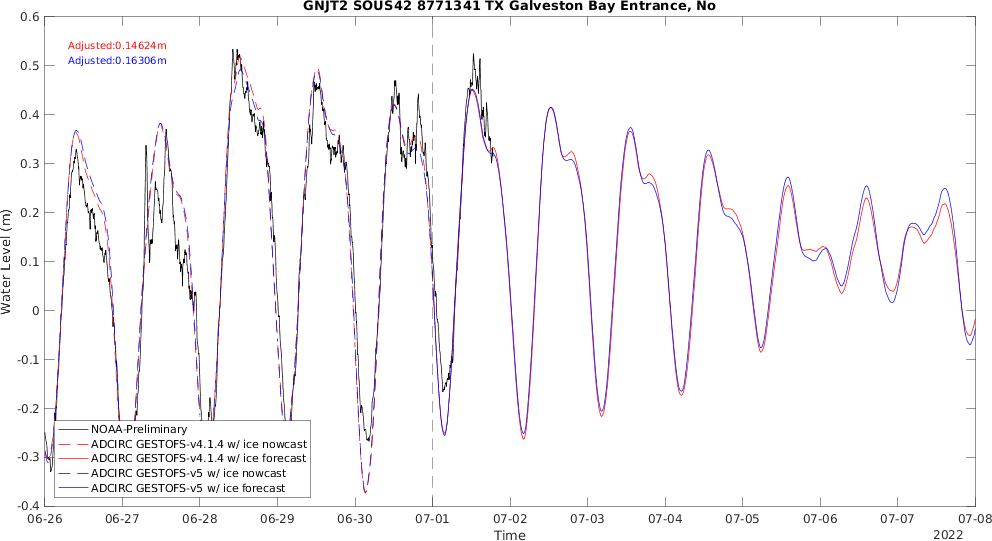 GNJT2 SOUS42 8771341 TX Galveston Bay Entrance, No
Adjusted:0.14624m
Adjusted:0.16306m
Water Level (m)
0.6
0.5
0.4
0.3
0.2
0.1
0
-0.1
-0.2
-0.3
-0.4
NOAA-Preliminary
ADCIRC GESTOFS-v4.1.4 w/ ice nowcast
ADCIRC GESTOFS-v4.1.4 w/ ice forecast
ADCIRC GESTOFS-v5 w/ ice nowcast
ADCIRC GESTOFS-v5 w/ ice forecast
06-26 06-27 06-28 06-29 06-30 07-01 07-02 07-03 07-04 07-05 07-06 07-07 07-08
Time
2022